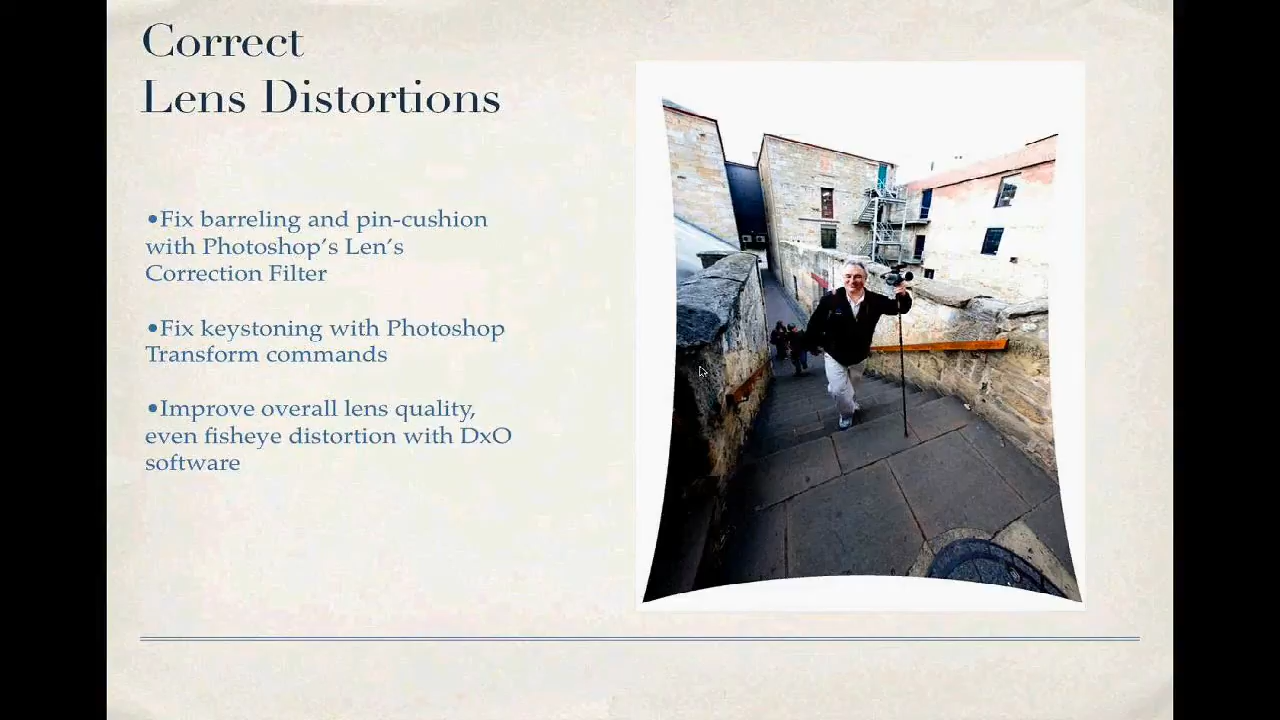 Correct
Lens Distortions
•Fix barreling and pin-cushion
with Photoshop’s Len’s
Correction Filter
•Fix keystoning with Photoshop
Transform commands
•Improve overall lens quality,
even fisheye distortion with DxO
software